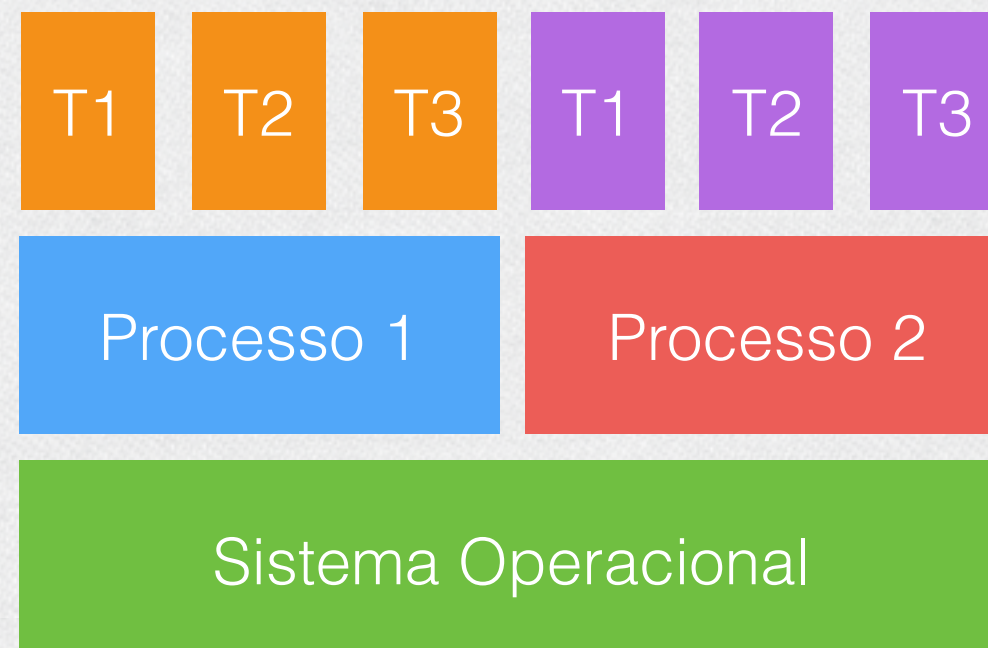 T1 T2 T3 T1 T2 T3
Processo 1 Processo 2
Sistema Operacional